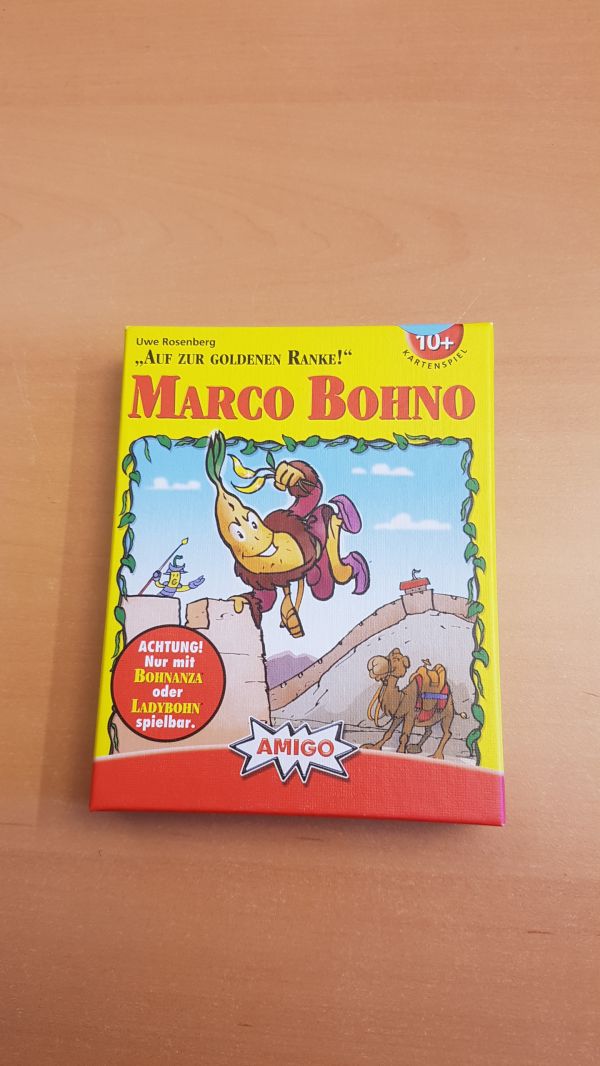 Uwe Rosenberg
„AUF ZUR GOLDENEN RANKE!“
MARCO BOHNO
10+
KARTENSPIEL
ACHTUNG!
Nur mit
BOHNANZA
oder
LADYBOHN
spielbar.
AMIGO